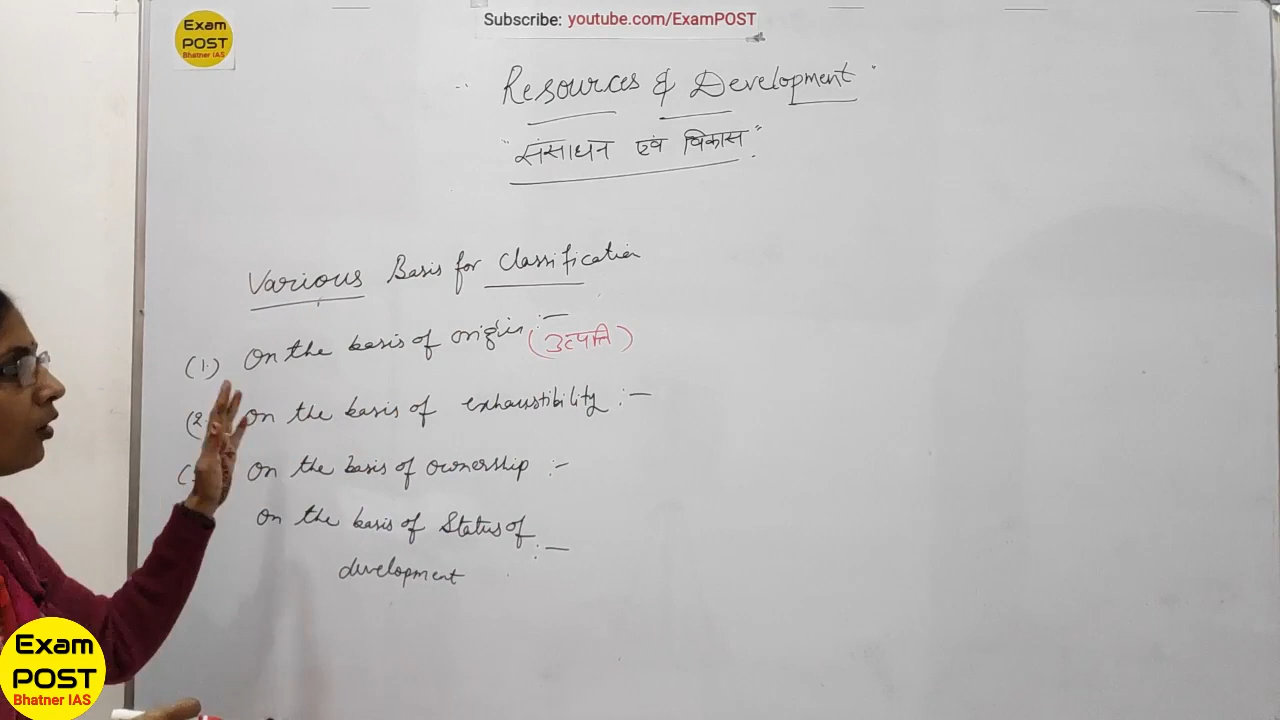 Subscribe: youtube.com/ExamPOST
Exam
POST
Bhatner IAS
"Resources & Development"
"संसाधन एवं विकास"
Various Basis for Classification
(1.) On the basis of origin :- (उत्पत्ति)
(2. On the basis of exhaustibility :-
( On the basis of ownership :-
On the basis of Status of
development :-
Exam
POST
Bhatner IAS